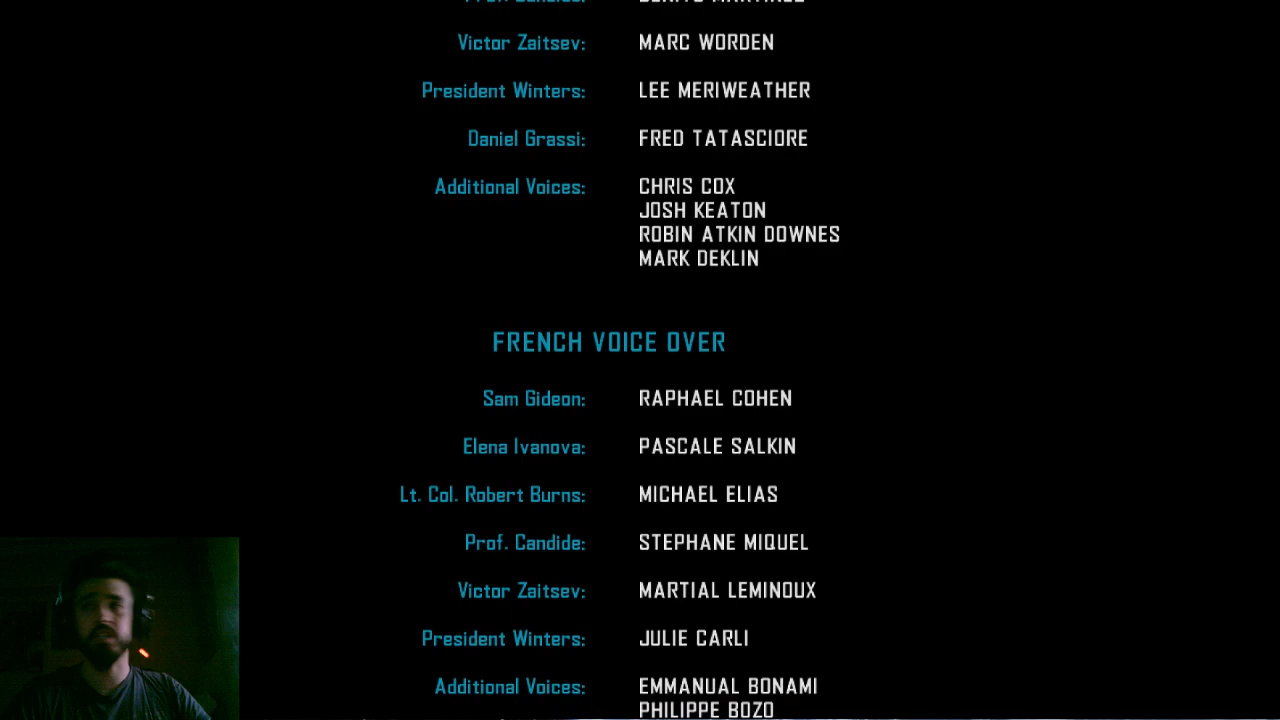 Victor Zaitsev: MARC WORDEN
President Winters: LEE MERIWEATHER
Daniel Grassi: FRED TATASCIORE
Additional Voices: CHRIS COX
JOSH KEATON
ROBIN ATKIN DOWNES
MARK DEKLIN
FRENCH VOICE OVER
Sam Gideon: RAPHAEL COHEN
Elena Ivanova: PASCALE SALKIN
Lt. Col. Robert Burns: MICHAEL ELIAS
Prof. Candide: STEPHANE MIQUEL
Victor Zaitsev: MARTIAL LEMINOUX
President Winters: JULIE CARLI
Additional Voices: EMMANUAL BONAMI
PHILIPPE BOZO